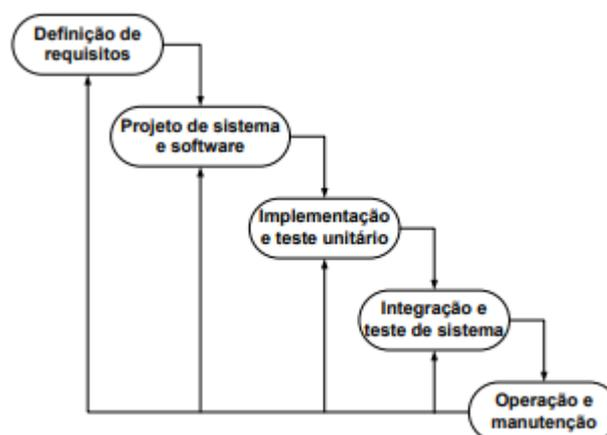 Definição de
requisitos
Projeto de sistema
e software
Implementação
e teste unitário
Integração e
teste de sistema
Operação e
manutenção